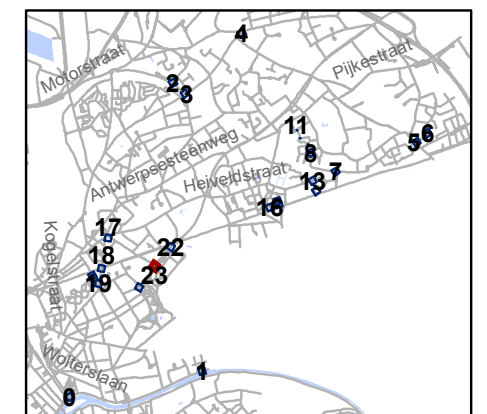 4
Motorstraat
Pijkestraat
2
3
11
6
5
8
Antwerpsesteenweg
7
Heiveldstraat
13
16
17
Kogelstraat
22
18
23
19
Wolterslaan
1
0